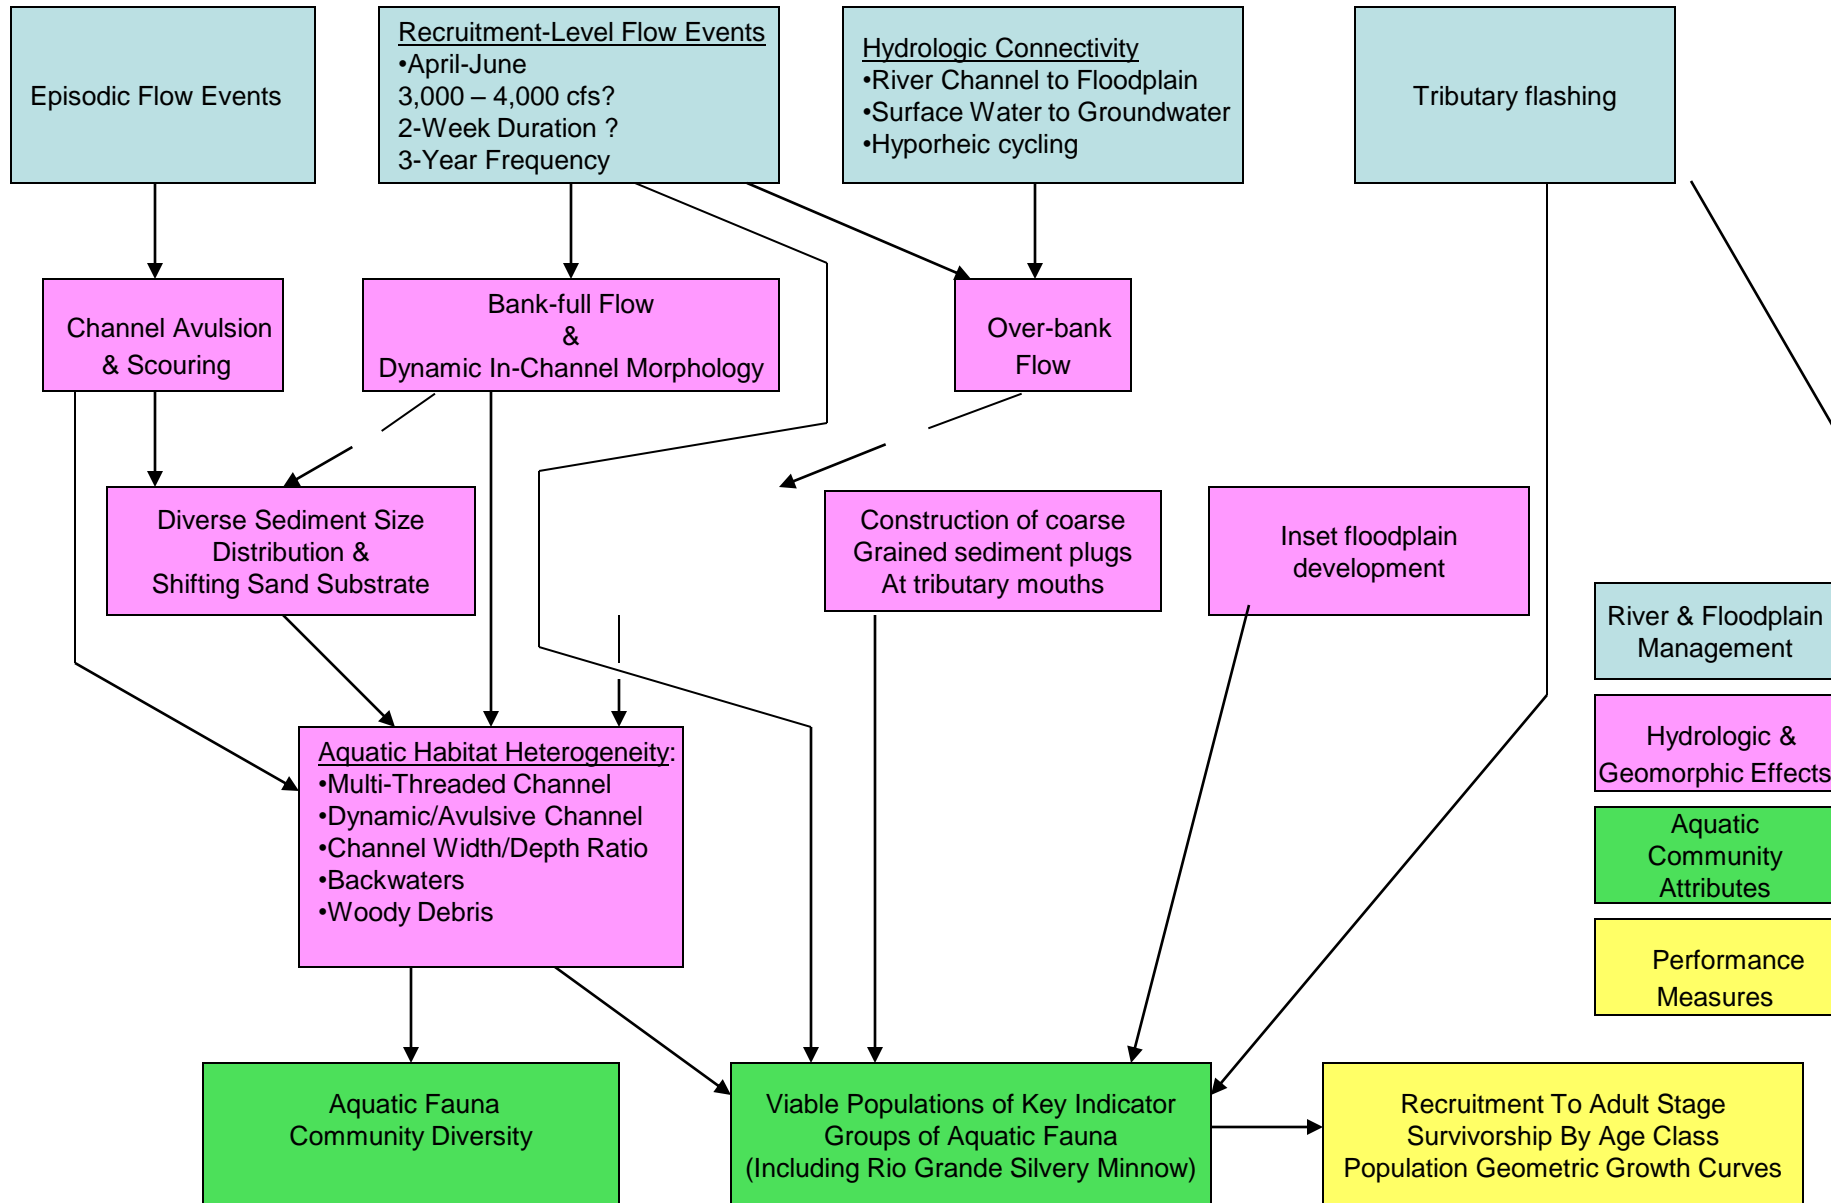 Episodic Flow Events
Recruitment-Level Flow Events
•April-June
3,000 – 4,000 cfs?
2-Week Duration ?
3-Year Frequency
Hydrologic Connectivity
•River Channel to Floodplain
•Surface Water to Groundwater
•Hyporheic cycling
Tributary flashing
Channel Avulsion
& Scouring
Bank-full Flow
&
Dynamic In-Channel Morphology
Over-bank
Flow
Diverse Sediment Size
Distribution &
Shifting Sand Substrate
Construction of coarse
Grained sediment plugs
At tributary mouths
Inset floodplain
development
River & Floodplain
Management
Hydrologic &
Geomorphic Effects
Aquatic
Community
Attributes
Performance
Measures
Aquatic Habitat Heterogeneity:
•Multi-Threaded Channel
•Dynamic/Avulsive Channel
•Channel Width/Depth Ratio
•Backwaters
•Woody Debris
Aquatic Fauna
Community Diversity
Viable Populations of Key Indicator
Groups of Aquatic Fauna
(Including Rio Grande Silvery Minnow)
Recruitment To Adult Stage
Survivorship By Age Class
Population Geometric Growth Curves